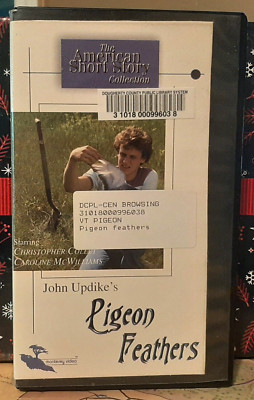 The
American
Short Story
Collection
DOUGHERTY COUNTY PUBLIC LIBRARY SYSTEM
3 1018 00099603 8
DCPL-CEN BROWSING
31018000996038
VT PIGEON
Pigeon feathers
Starring
CHRISTOPHER COLLET
CAROLINE MCWILLIAMS
John Updike's
Pigeon
Feathers